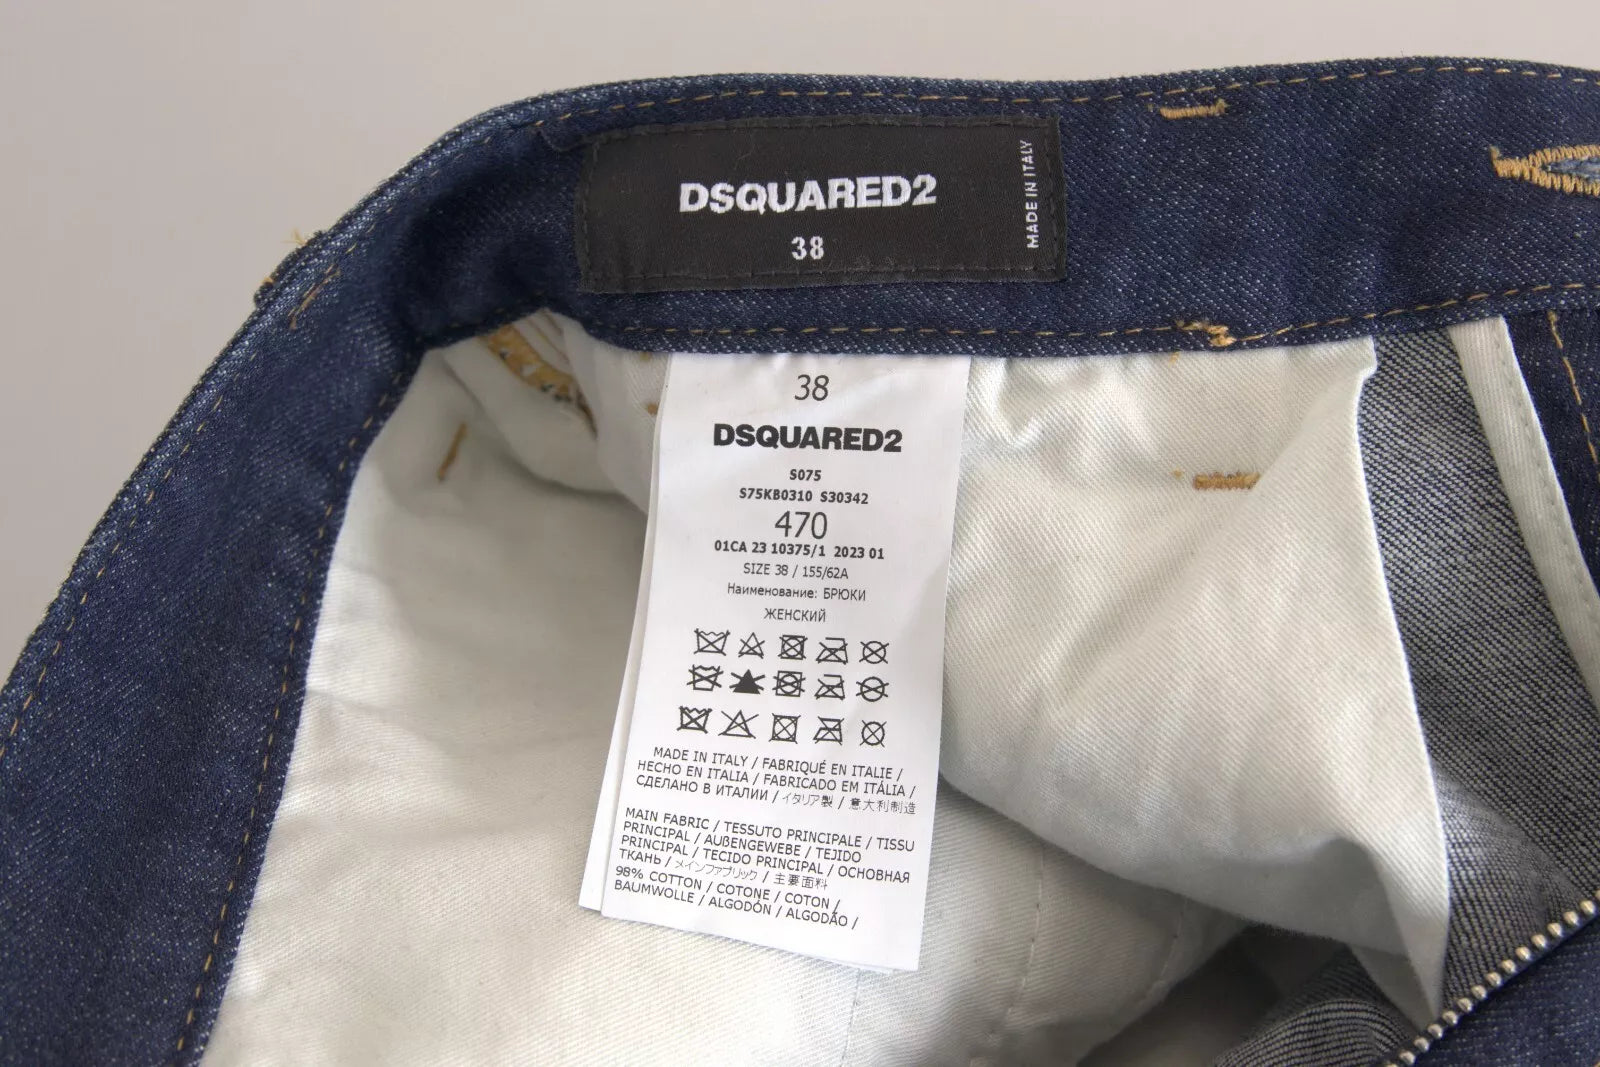 DSQUARED2
38
MADE IN ITALY
38
DSQUARED2
S075
S75KB0310 S30342
470
01CA 23 10375/1 2023 01
SIZE 38 / 155/62A
Наименование: БРЮКИ
ЖЕНСКИЙ
MADE IN ITALY / FABRIQUÉ EN ITALIE /
HECHO EN ITALIA / FABRICADO EM ITÁLIA /
СДЕЛАНО В ИТАЛИИ / イタリア製 / 意大利制造
MAIN FABRIC / TESSUTO PRINCIPALE / TISSU
PRINCIPAL / AUßENGEWEBE / TEJIDO
PRINCIPAL / TECIDO PRINCIPAL / ОСНОВНАЯ
ТКАНЬ / メインファブリック / 主要面料
98% COTTON / COTONE / COTON /
BAUMWOLLE / ALGODÓN / ALGODÃO /